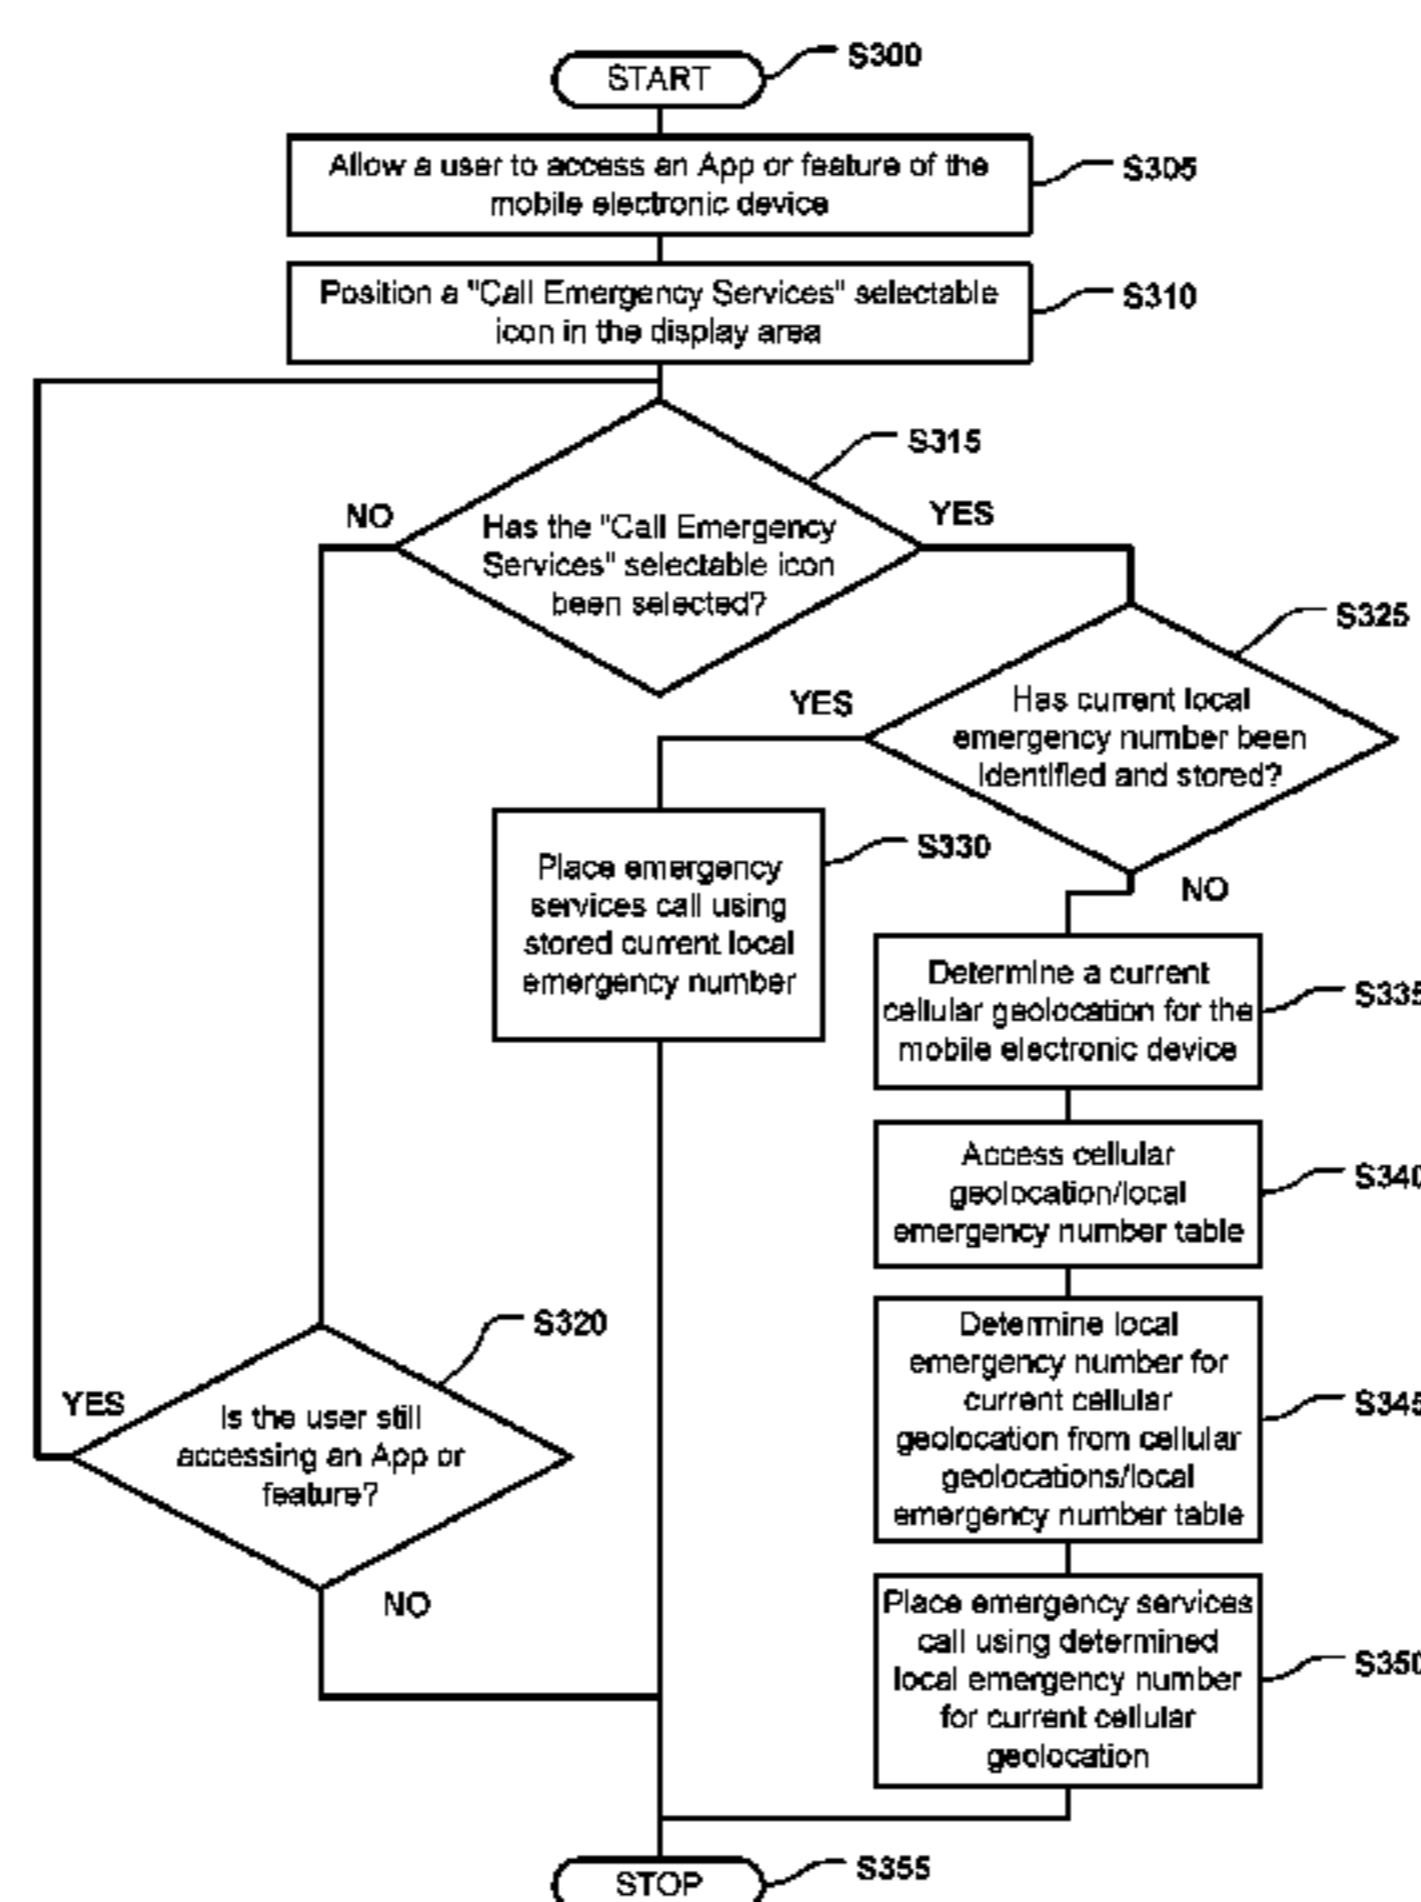 START
S300
Allow a user to access an App or feature of the
mobile electronic device
S305
Position a "Call Emergency Services" selectable
icon in the display area
S310
S315
NO
YES
Has the "Call Emergency
Services" selectable icon
been selected?
S325
YES
Has current local
emergency number been
identified and stored?
NO
S330
Place emergency
services call using
stored current local
emergency number
Determine a current
cellular geolocation for the
mobile electronic device
S335
Access cellular
geolocation/local
emergency number table
S340
Determine local
emergency number for
current cellular
geolocation from cellular
geolocations/local
emergency number table
S345
S320
YES
Is the user still
accessing an App or
feature?
NO
Place emergency services
call using determined
local emergency number
for current cellular
geolocation
S350
STOP
S355